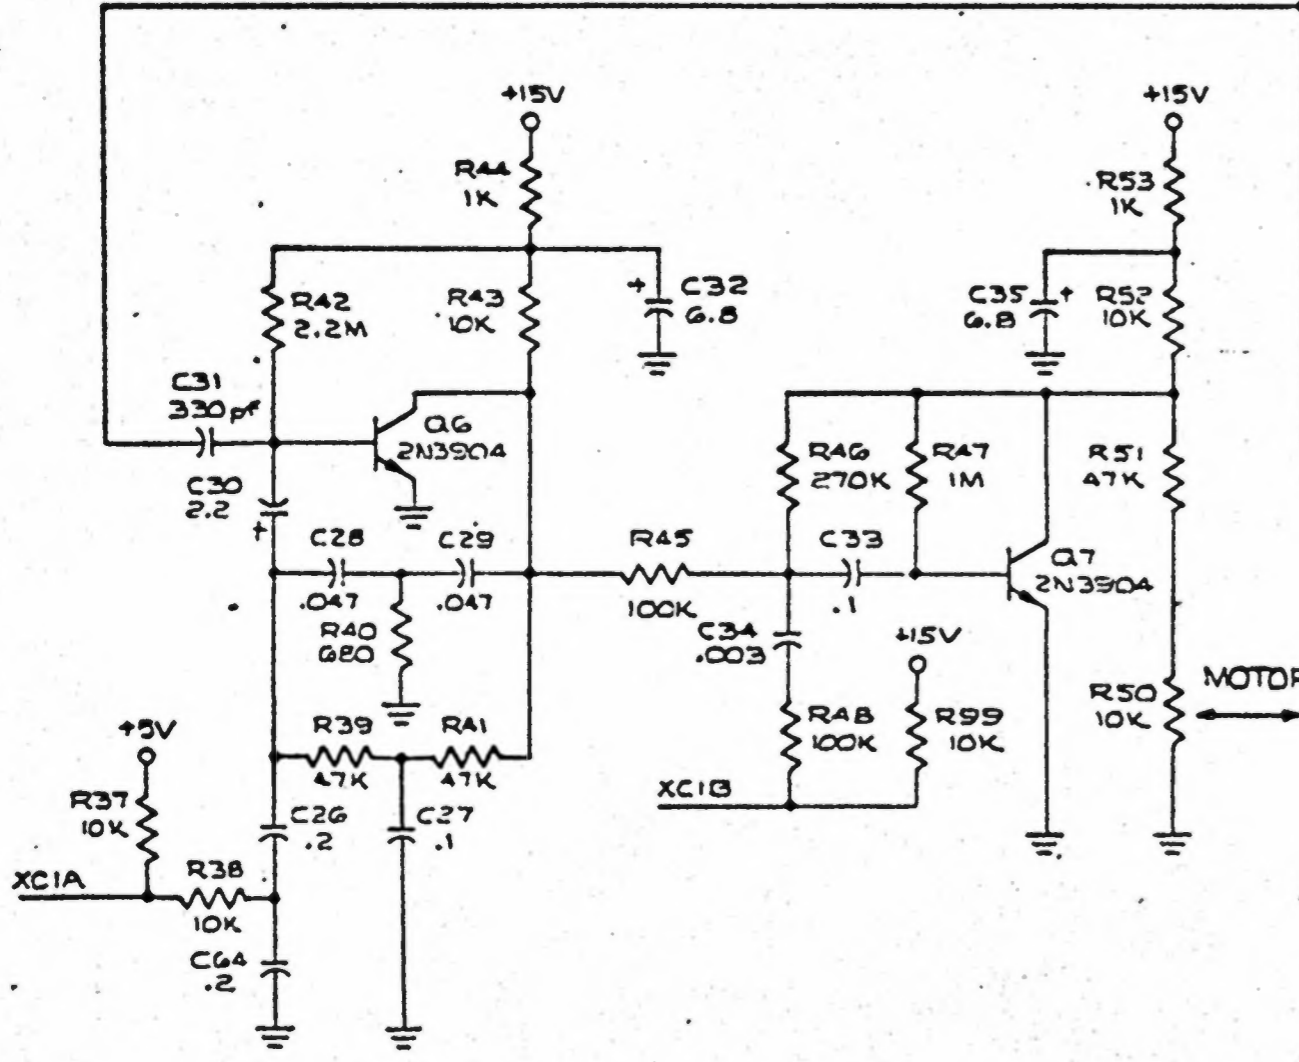 +15V
+15V
R44
1K
R53
1K
R42
2.2M
R43
10K
+
C32
6.8
C35
6.8
+
R52
10K
C31
330pf
Q6
2N3904
C30
2.2
+
R46
270K
R47
1M
R51
47K
C28
.047
C29
.047
R45
100K
C33
.1
Q7
2N3904
R40
680
C34
.003
+15V
R50
10K
MOTOR
R39
47K
R41
47K
R48
100K
R99
10K
+5V
R37
10K
C26
.2
C27
.1
XC1B
XC1A
R38
10K
C64
.2